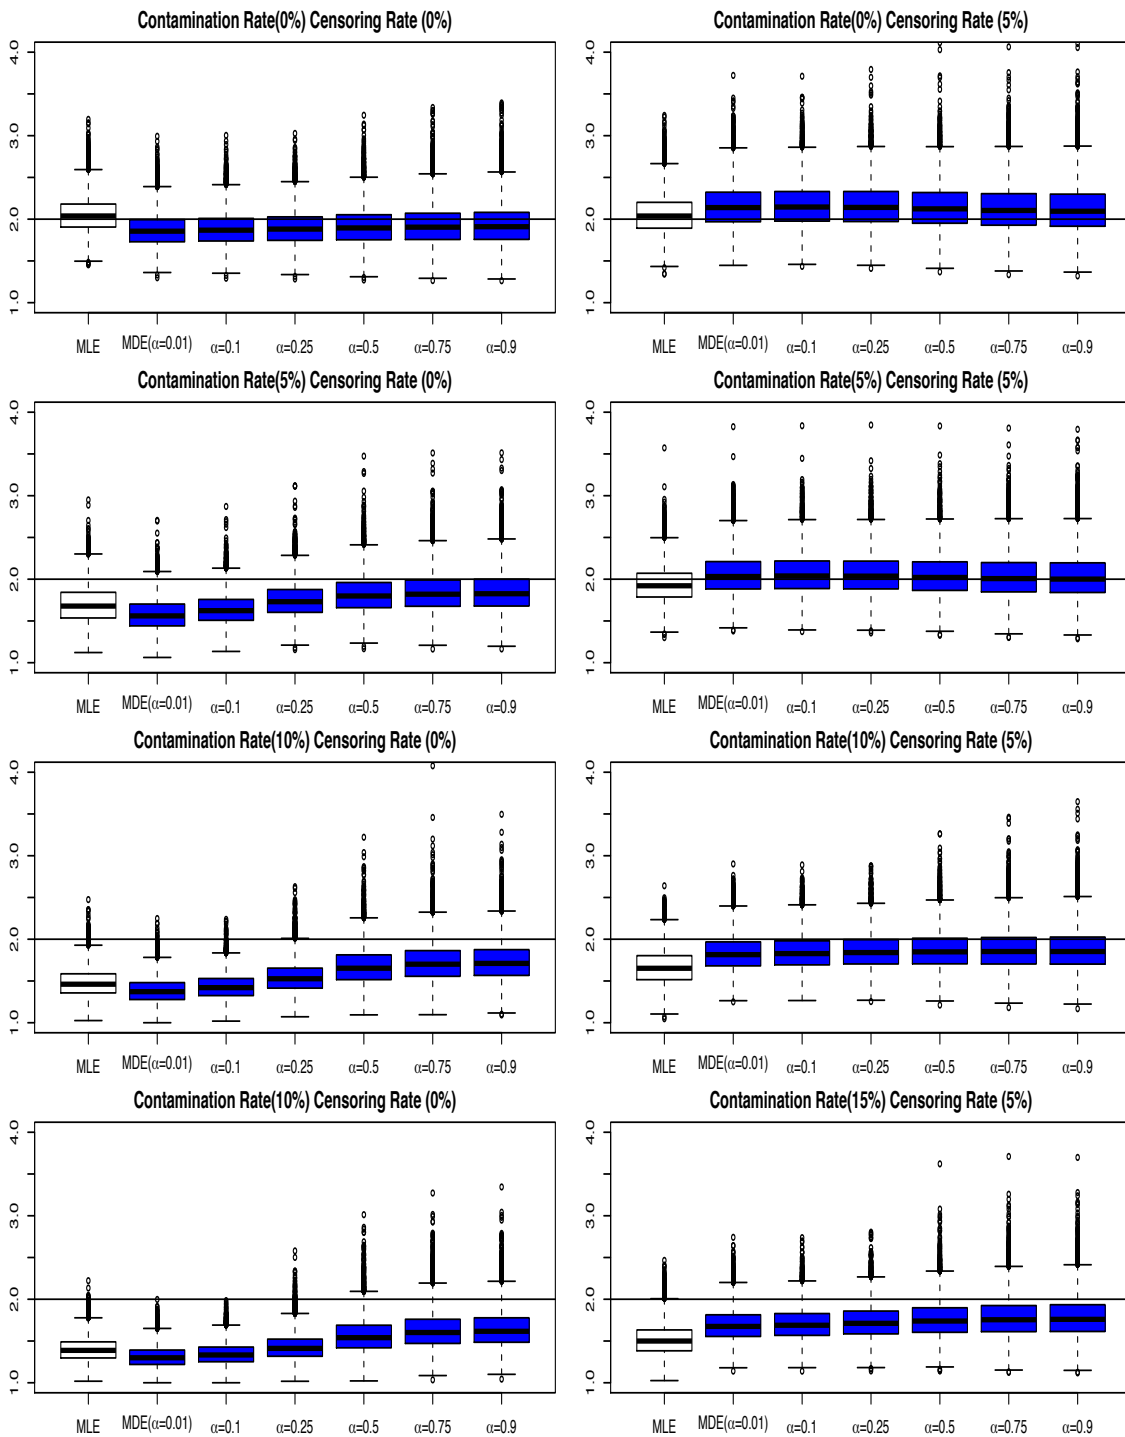 Contamination Rate(0%) Censoring Rate (0%)
4.0
3.0
2.0
1.0
MLE MDE(α=0.01) α=0.1 α=0.25 α=0.5 α=0.75 α=0.9
Contamination Rate(0%) Censoring Rate (5%)
4.0
3.0
2.0
1.0
MLE MDE(α=0.01) α=0.1 α=0.25 α=0.5 α=0.75 α=0.9
Contamination Rate(5%) Censoring Rate (0%)
4.0
3.0
2.0
1.0
MLE MDE(α=0.01) α=0.1 α=0.25 α=0.5 α=0.75 α=0.9
Contamination Rate(5%) Censoring Rate (5%)
4.0
3.0
2.0
1.0
MLE MDE(α=0.01) α=0.1 α=0.25 α=0.5 α=0.75 α=0.9
Contamination Rate(10%) Censoring Rate (0%)
4.0
3.0
2.0
1.0
MLE MDE(α=0.01) α=0.1 α=0.25 α=0.5 α=0.75 α=0.9
Contamination Rate(10%) Censoring Rate (5%)
4.0
3.0
2.0
1.0
MLE MDE(α=0.01) α=0.1 α=0.25 α=0.5 α=0.75 α=0.9
Contamination Rate(10%) Censoring Rate (0%)
4.0
3.0
2.0
1.0
MLE MDE(α=0.01) α=0.1 α=0.25 α=0.5 α=0.75 α=0.9
Contamination Rate(15%) Censoring Rate (5%)
4.0
3.0
2.0
1.0
MLE MDE(α=0.01) α=0.1 α=0.25 α=0.5 α=0.75 α=0.9